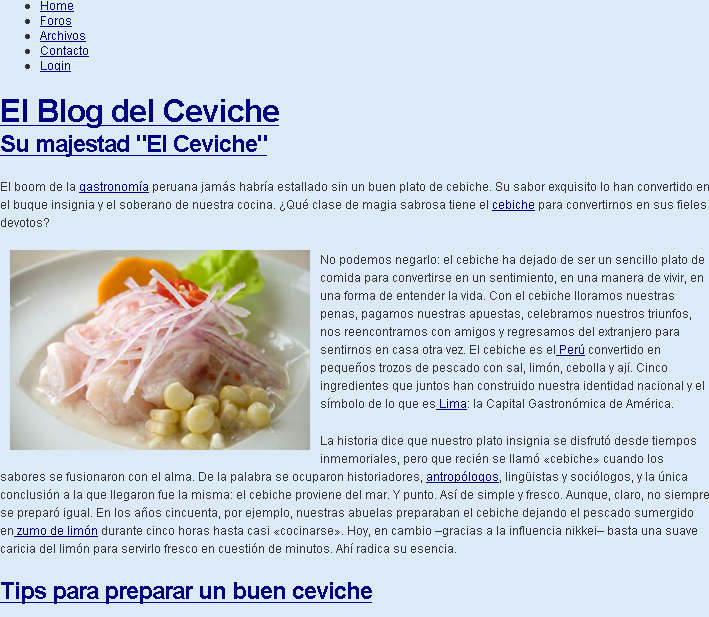 Home
Foros
Archivos
Contacto
Login
El Blog del Ceviche
Su majestad "El Ceviche"
El boom de la gastronomía peruana jamás habría estallado sin un buen plato de cebiche. Su sabor exquisito lo han convertido en
el buque insignia y el soberano de nuestra cocina. ¿Qué clase de magia sabrosa tiene el cebiche para convertirnos en sus fieles
devotos?
No podemos negarlo: el cebiche ha dejado de ser un sencillo plato de
comida para convertirse en un sentimiento, en una manera de vivir, en
una forma de entender la vida. Con el cebiche lloramos nuestras
penas, pagamos nuestras apuestas, celebramos nuestros triunfos,
nos reencontramos con amigos y regresamos del extranjero para
sentirnos en casa otra vez. El cebiche es el Perú convertido en
pequeños trozos de pescado con sal, limón, cebolla y ají. Cinco
ingredientes que juntos han construido nuestra identidad nacional y el
símbolo de lo que es Lima: la Capital Gastronómica de América.
La historia dice que nuestro plato insignia se disfrutó desde tiempos
inmemoriales, pero que recién se llamó «cebiche» cuando los
sabores se fusionaron con el alma. De la palabra se ocuparon historiadores, antropólogos, lingüistas y sociólogos, y la única
conclusión a la que llegaron fue la misma: el cebiche proviene del mar. Y punto. Así de simple y fresco. Aunque, claro, no siempre
se preparó igual. En los años cincuenta, por ejemplo, nuestras abuelas preparaban el cebiche dejando el pescado sumergido
en zumo de limón durante cinco horas hasta casi «cocinarse». Hoy, en cambio –gracias a la influencia nikkei– basta una suave
caricia del limón para servirlo fresco en cuestión de minutos. Ahí radica su esencia.
Tips para preparar un buen ceviche